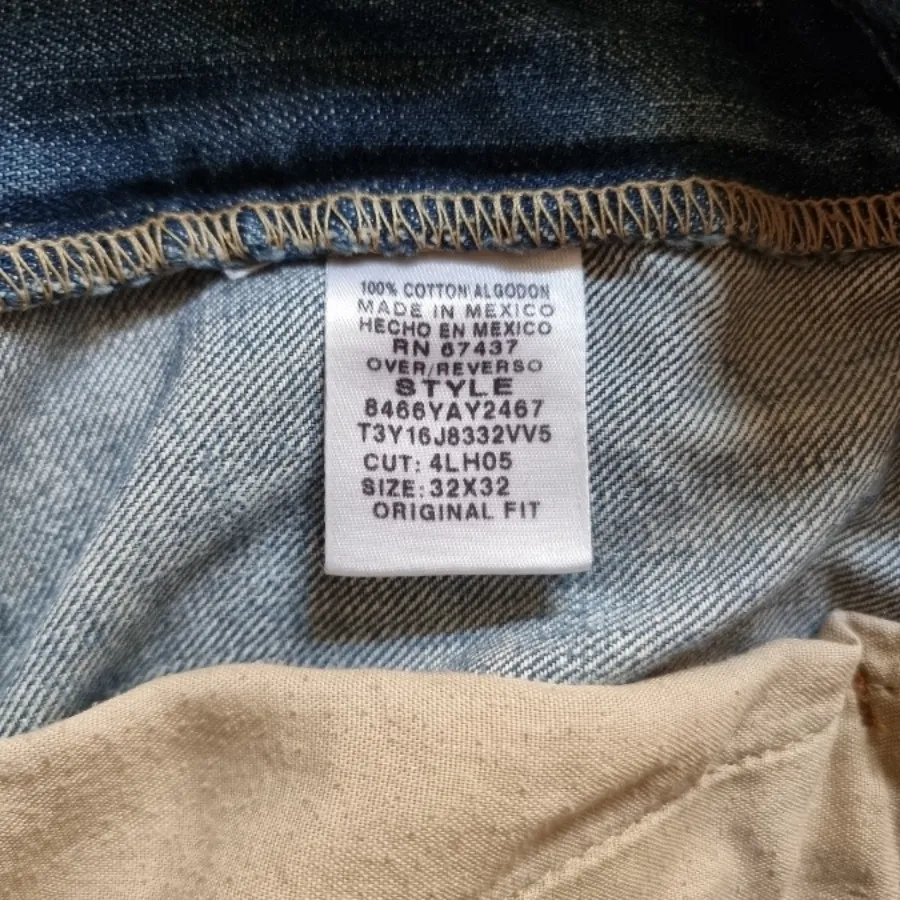 100% COTTON ALGODON
MADE IN MEXICO
HECHO EN MEXICO
RN 67437
OVER/REVERSO
STYLE
8466YAY2467
T3Y16J8332VV5
CUT: 4LH05
SIZE: 32X32
ORIGINAL FIT